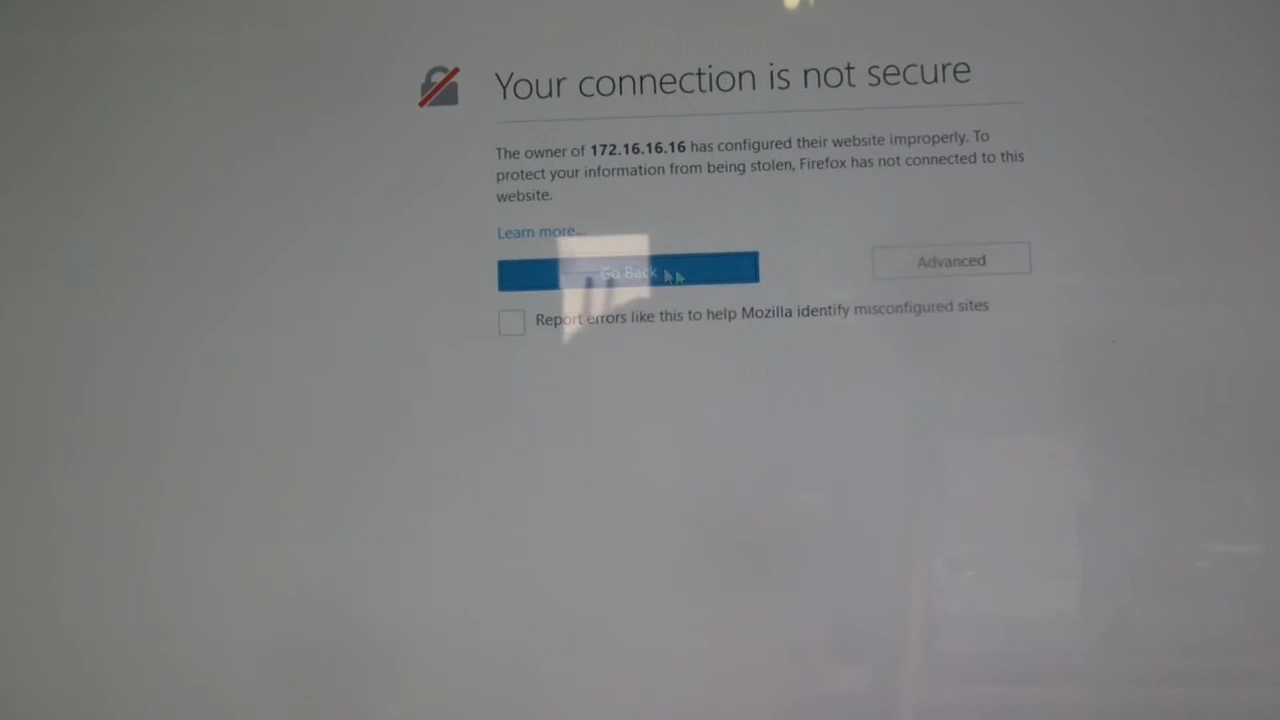 Your connection is not secure
The owner of 172.16.16.16 has configured their website improperly. To
protect your information from being stolen, Firefox has not connected to this
website.
Learn more...
Go Back
Advanced
Report errors like this to help Mozilla identify misconfigured sites